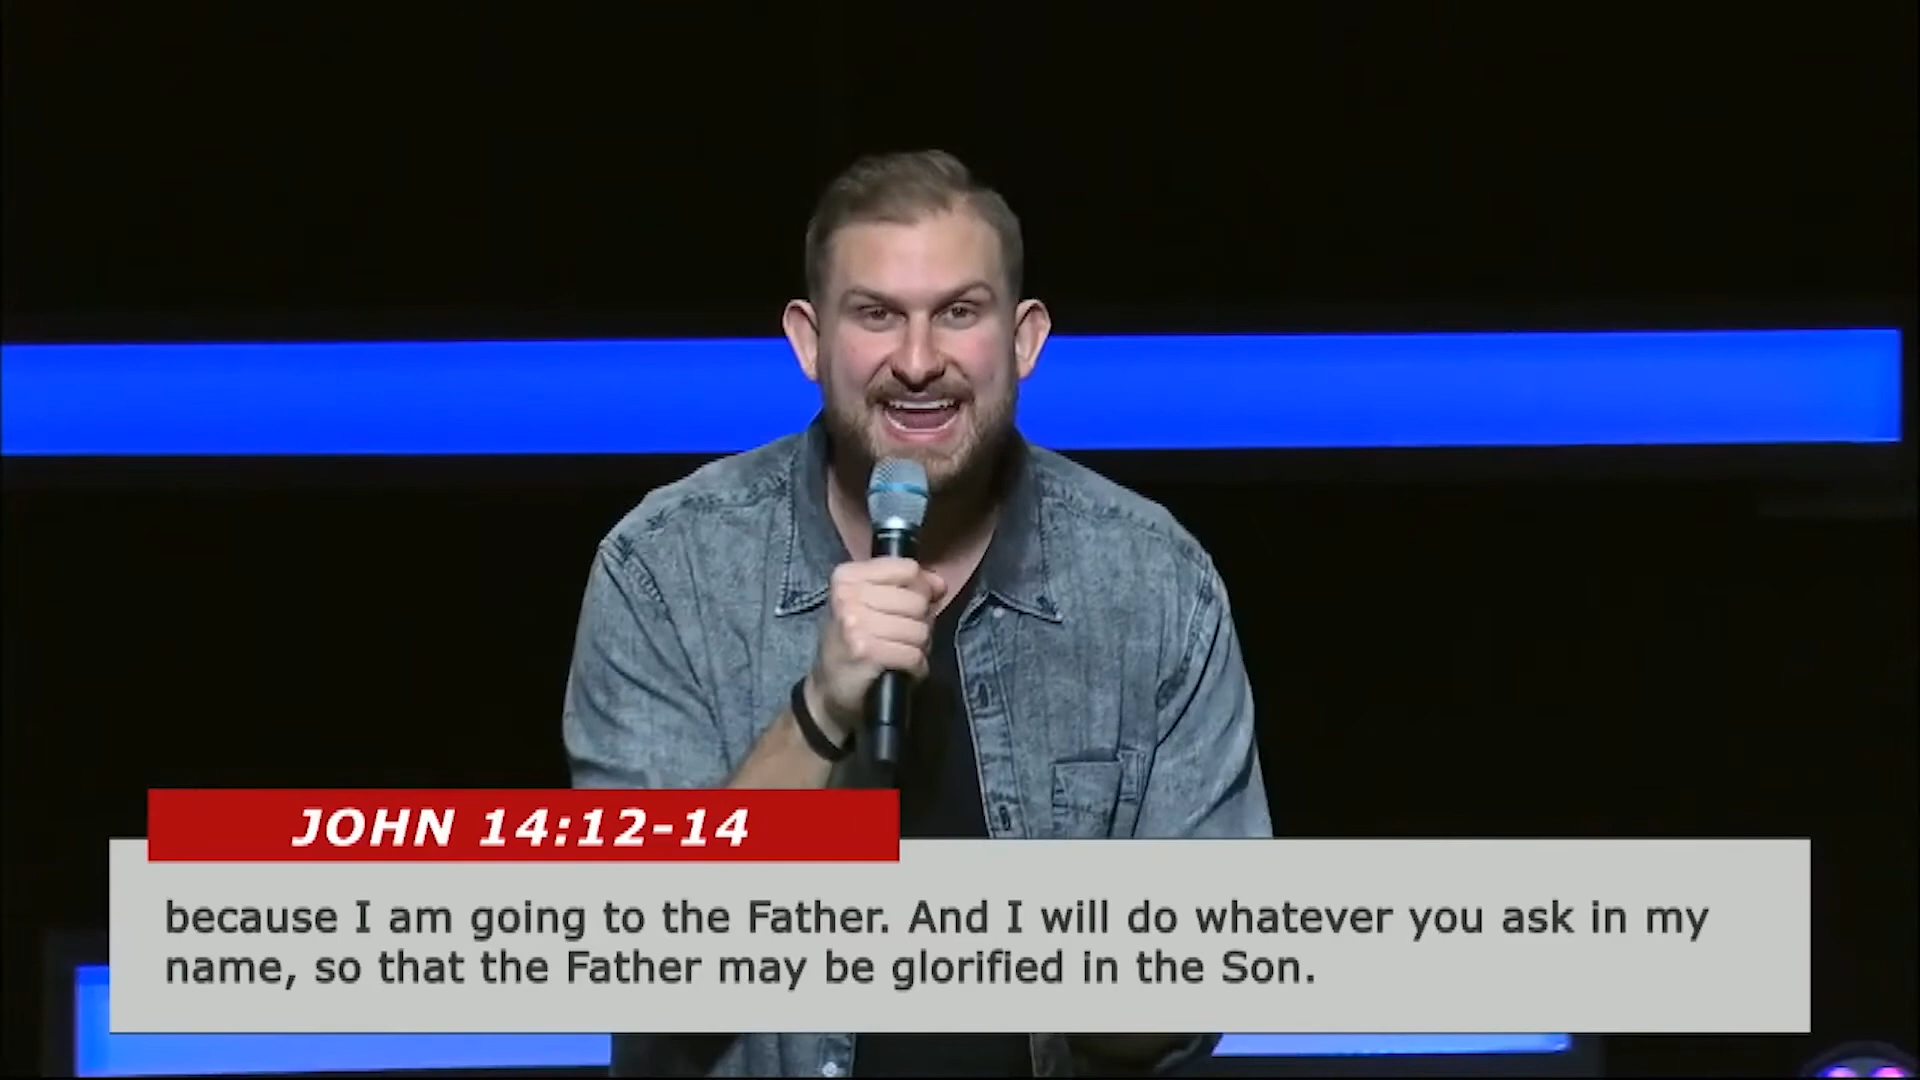 JOHN 14:12-14
because I am going to the Father. And I will do whatever you ask in my
name, so that the Father may be glorified in the Son.